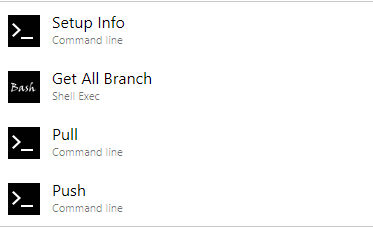 Setup Info
Command line
Bash
Get All Branch
Shell Exec
Pull
Command line
Push
Command line